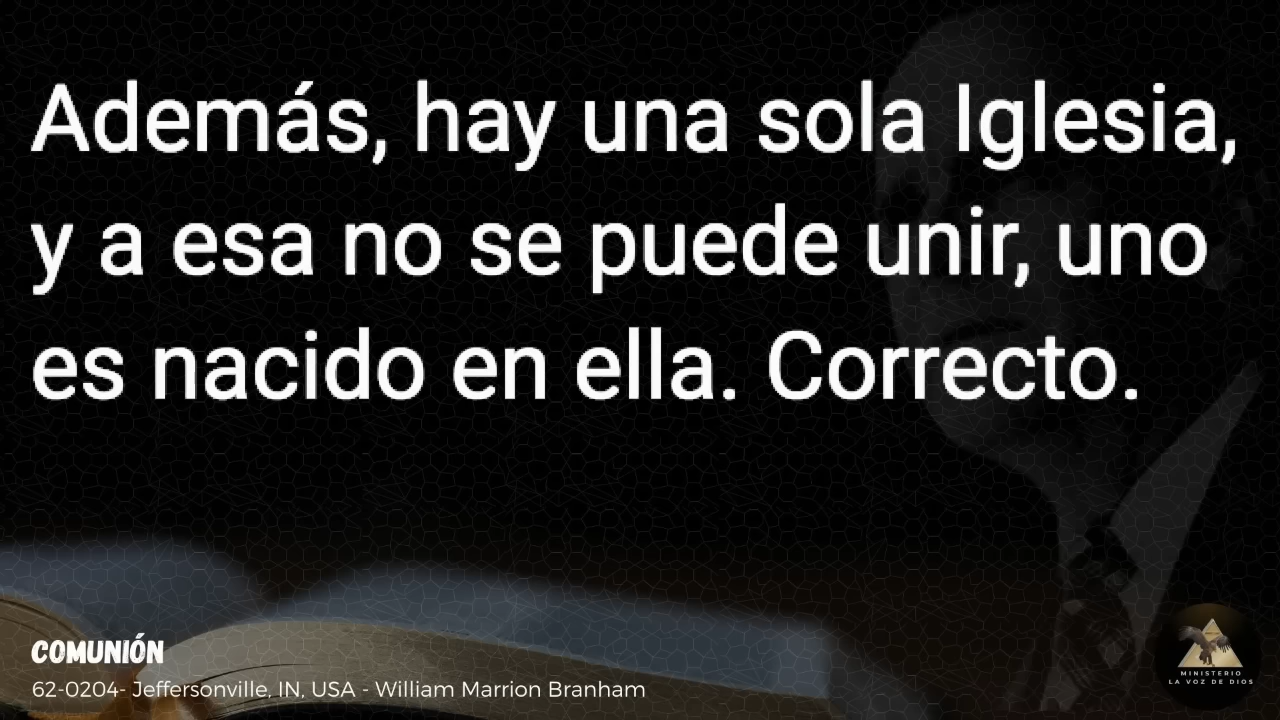 Además, hay una sola Iglesia,
y a esa no se puede unir, uno
es nacido en ella. Correcto.
COMUNIÓN
62-0204- Jeffersonville, IN, USA - William Marrion Branham
MINISTERIO
LA VOZ DE DIOS